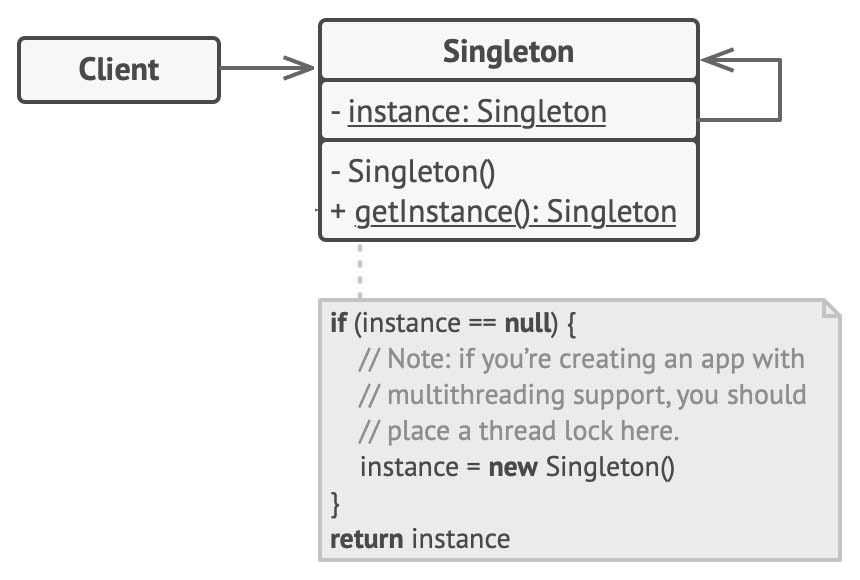 Client
Singleton
- instance: Singleton
- Singleton()
+ getInstance(): Singleton
if (instance == null) {
// Note: if you’re creating an app with
// multithreading support, you should
// place a thread lock here.
instance = new Singleton()
}
return instance